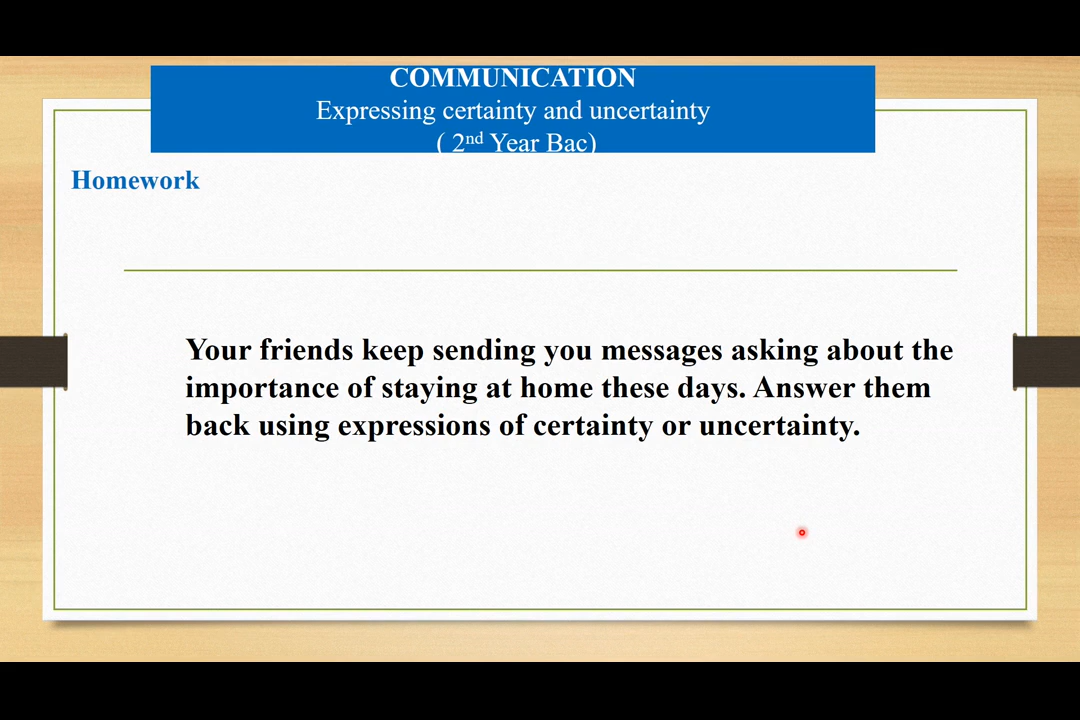 COMMUNICATION
Expressing certainty and uncertainty
( 2nd Year Bac)
Homework
Your friends keep sending you messages asking about the
importance of staying at home these days. Answer them
back using expressions of certainty or uncertainty.